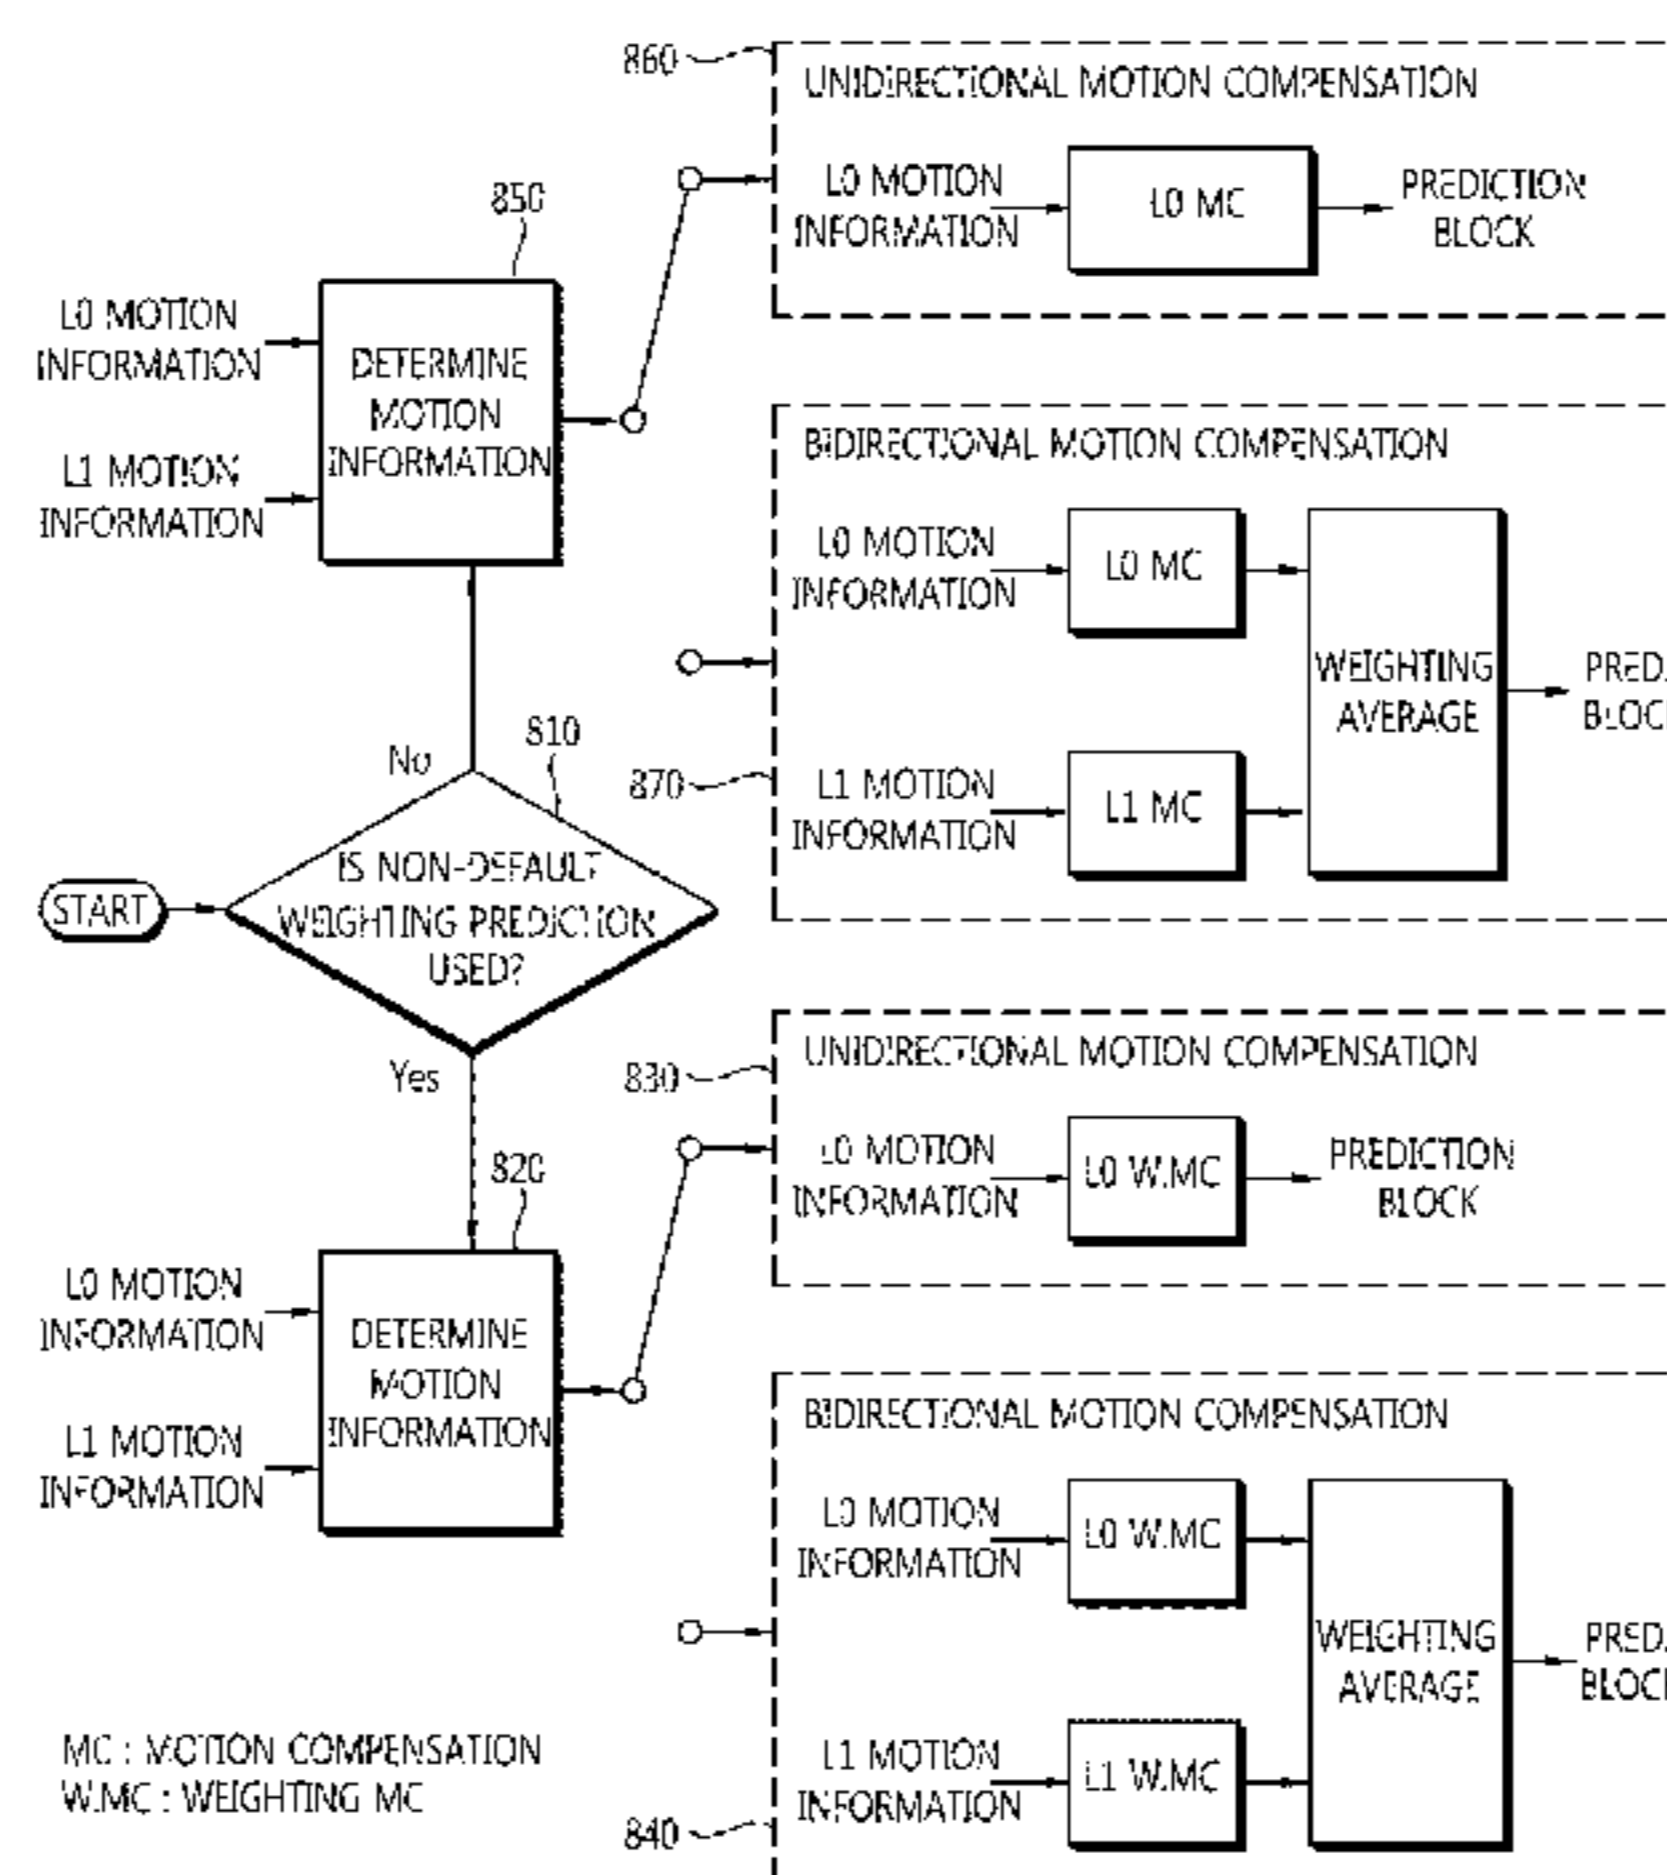 860
UNIDIRECTIONAL MOTION COMPENSATION
L0 MOTION
INFORMATION
L0 MC
PREDICTION
BLOCK
850
L0 MOTION
INFORMATION
L1 MOTION
INFORMATION
DETERMINE
MOTION
INFORMATION
BIDIRECTIONAL MOTION COMPENSATION
L0 MOTION
INFORMATION
L0 MC
WEIGHTING
AVERAGE
PRED
BLOC
870
L1 MOTION
INFORMATION
L1 MC
No
810
START
IS NON-DEFAULT
WEIGHTING PREDICTION
USED?
Yes
830
UNIDIRECTIONAL MOTION COMPENSATION
L0 MOTION
INFORMATION
L0 W.MC
PREDICTION
BLOCK
820
L0 MOTION
INFORMATION
L1 MOTION
INFORMATION
DETERMINE
MOTION
INFORMATION
BIDIRECTIONAL MOTION COMPENSATION
L0 MOTION
INFORMATION
L0 W.MC
WEIGHTING
AVERAGE
PRED
BLOC
L1 MOTION
INFORMATION
L1 W.MC
840
MC : MOTION COMPENSATION
W.MC : WEIGHTING MC